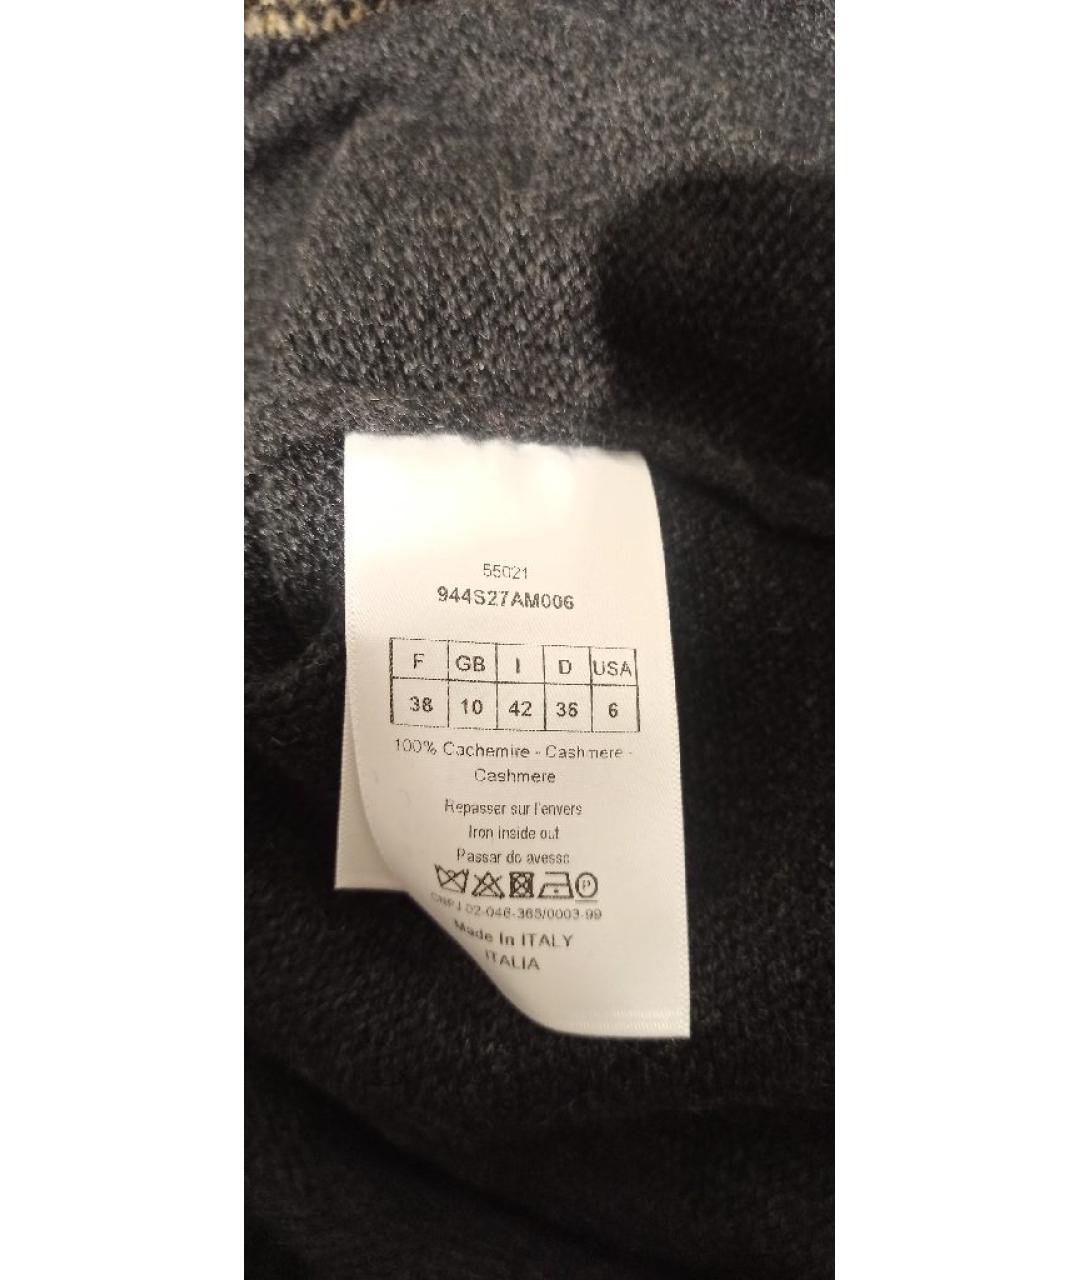 55021
944S27AM006
F GB I D USA
38 10 42 36 6
100% Cachemire - Cashmere -
Cashmere
Repasser sur l'envers
Iron inside out
Passar do avesso
P
CNPJ 02-046-365/0003-99
Made In ITALY
ITALIA